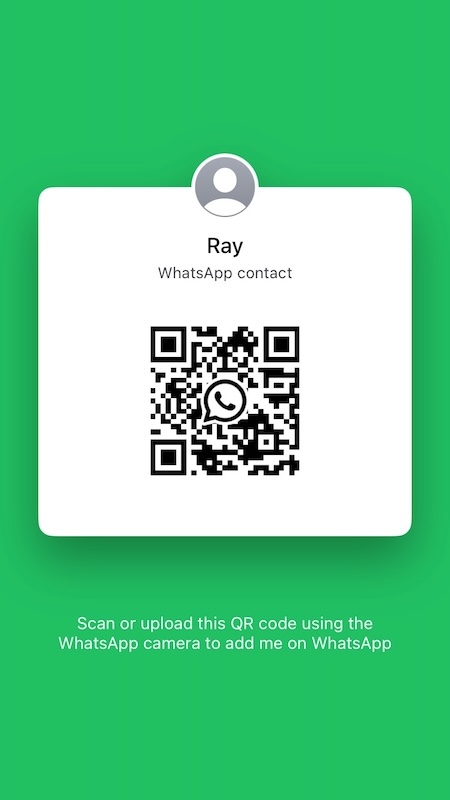 Ray
WhatsApp contact
Scan or upload this QR code using the
WhatsApp camera to add me on WhatsApp